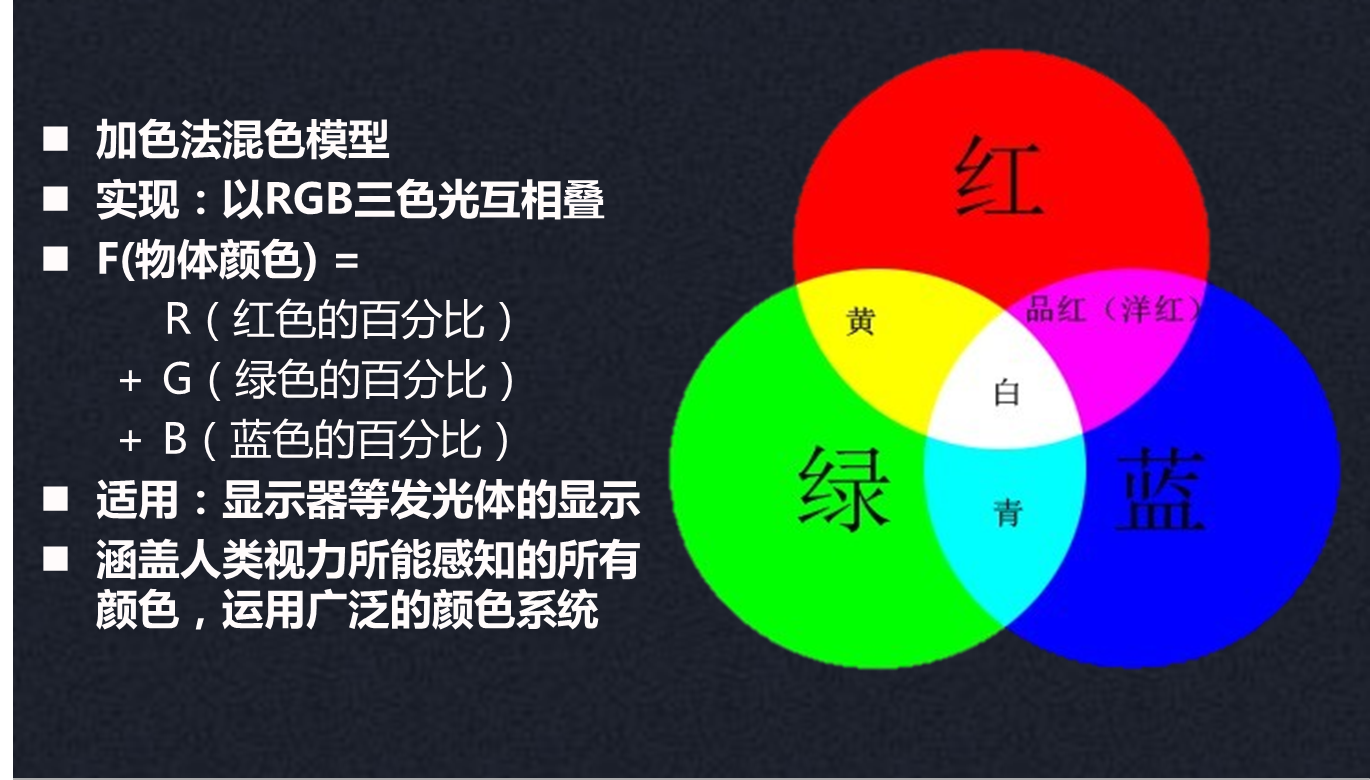 ■ 加色法混色模型
■ 实现：以RGB三色光互相叠
■ F(物体颜色) =
R（红色的百分比）
+ G（绿色的百分比）
+ B（蓝色的百分比）
■ 适用：显示器等发光体的显示
■ 涵盖人类视力所能感知的所有
颜色，运用广泛的颜色系统
红
黄
品红（洋红）
白
绿
青
蓝